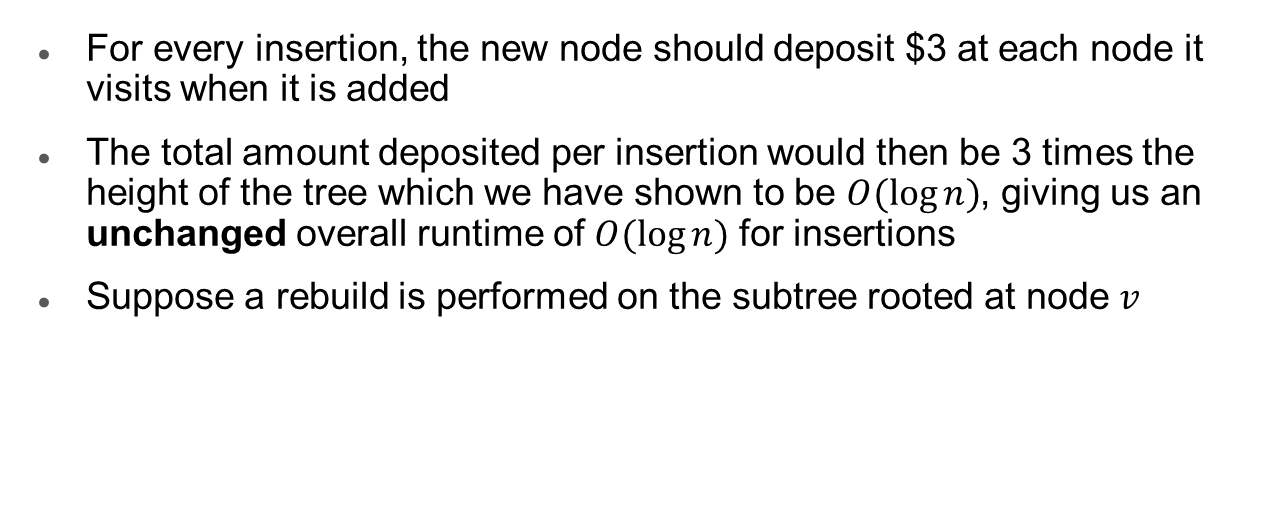 • For every insertion, the new node should deposit $3 at each node it
visits when it is added
• The total amount deposited per insertion would then be 3 times the
height of the tree which we have shown to be 𝑂(log 𝑛), giving us an
unchanged overall runtime of 𝑂(log 𝑛) for insertions
• Suppose a rebuild is performed on the subtree rooted at node 𝑣